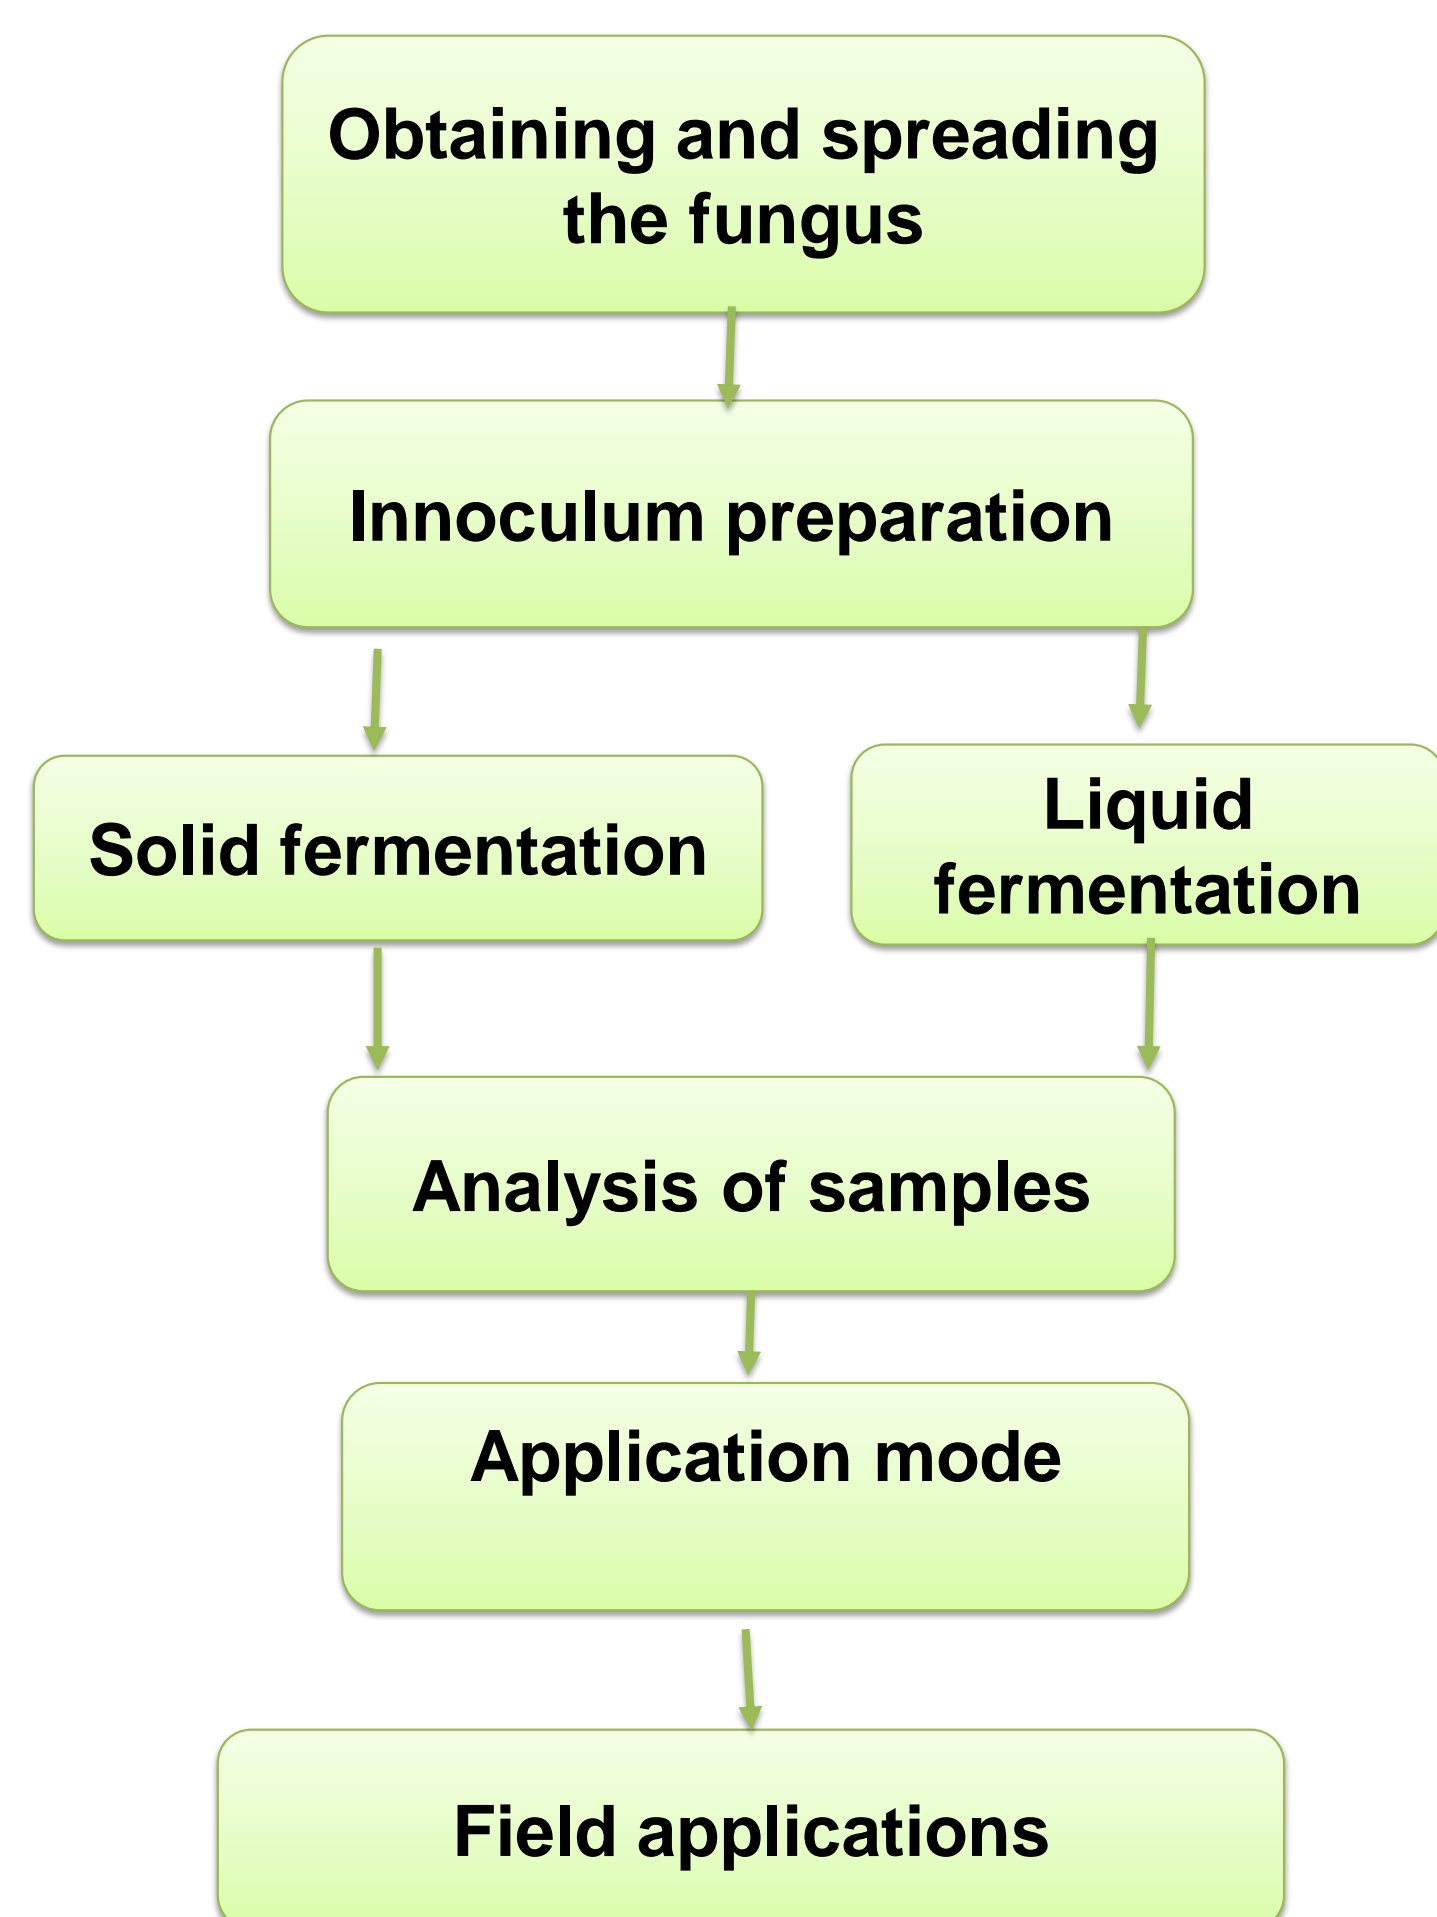 Obtaining and spreading
the fungus
Innoculum preparation
Solid fermentation
Liquid
fermentation
Analysis of samples
Application mode
Field applications